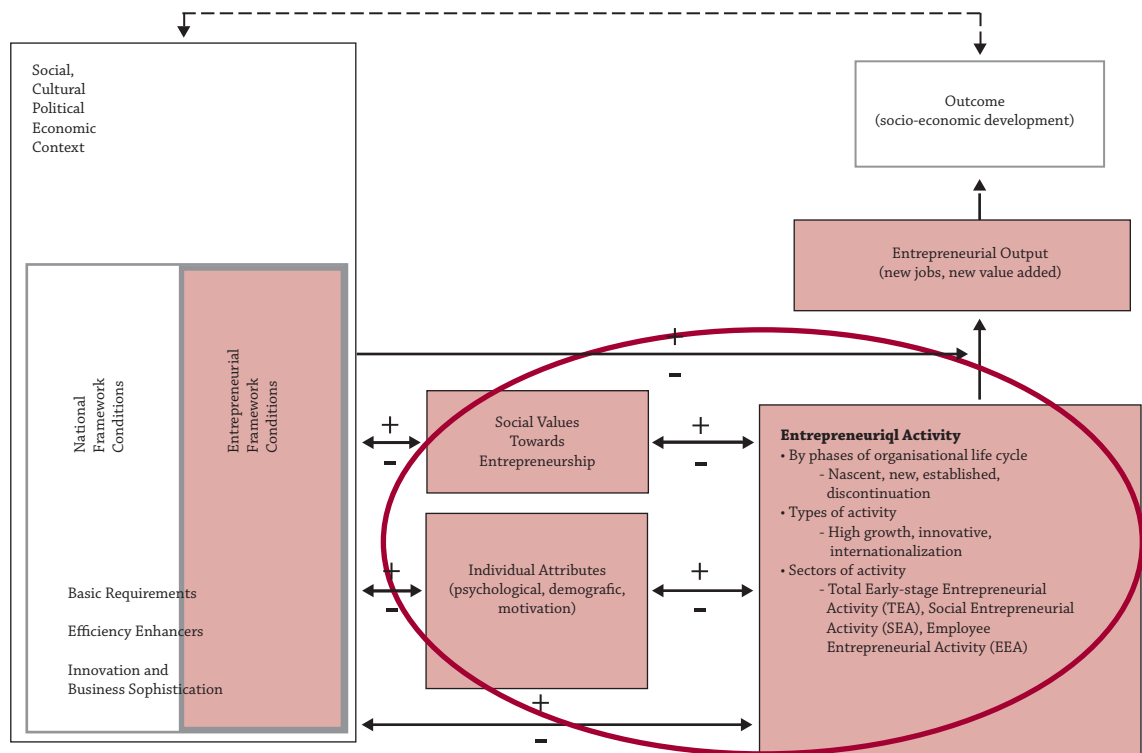 Social,
Cultural
Political
Economic
Context
Outcome
(socio-economic development)
Entrepreneurial Output
(new jobs, new value added)
National
Framework
Conditions
Entrepreneurial
Framework
Conditions
Basic Requirements
Efficiency Enhancers
Innovation and
Business Sophistication
+
-
+
-
Social Values
Towards
Entrepreneurship
+
-
+
-
Individual Attributes
(psychological, demografic,
motivation)
+
-
+
-
Entrepreneuriql Activity
• By phases of organisational life cycle
- Nascent, new, established,
discontinuation
• Types of activity
- High growth, innovative,
internationalization
• Sectors of activity
- Total Early-stage Entrepreneurial
Activity (TEA), Social Entrepreneurial
Activity (SEA), Employee
Entrepreneurial Activity (EEA)